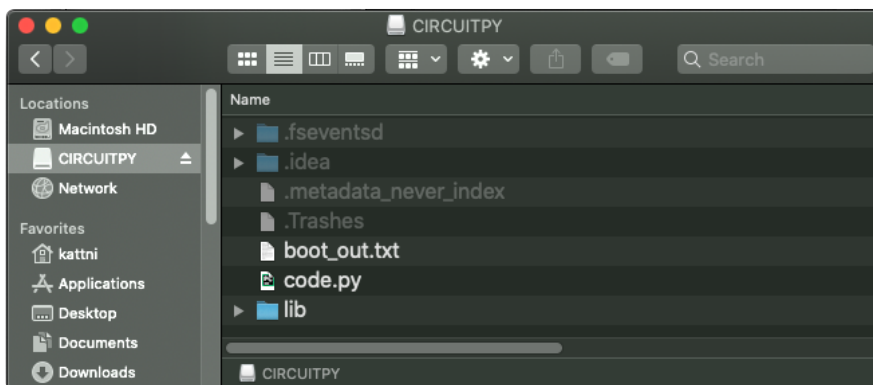 CIRCUITPY
Search
Locations
Macintosh HD
CIRCUITPY
Network
Favorites
kattni
Applications
Desktop
Documents
Downloads
Name
.fseventsd
.idea
.metadata_never_index
.Trashes
boot_out.txt
code.py
lib
CIRCUITPY